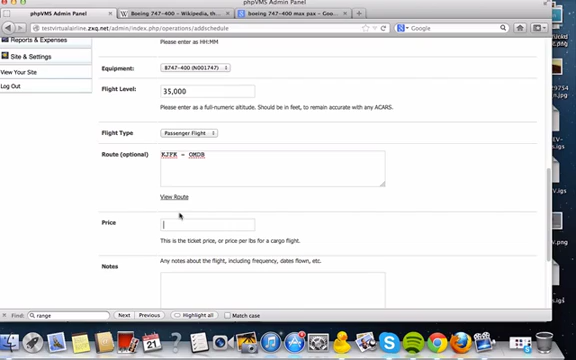 phpVMS Admin Panel
phpVMS Admin Panel
Boeing 747-400 – Wikipedia, th...
boeing 747-400 max pax – Goo...
testvirtualairline.zxq.net/admin/index.php/operations/addschedule
Google
Reports & Expenses
Please enter as HH:MM
Site & Settings
View Your Site
Log Out
Equipment:
B747-400 (N001747)
Flight Level:
35,000
Please enter as a full-numeric altitude. Should be in feet, to remain accurate with any ACARS.
Flight Type
Passenger Flight
Route (optional)
KJFK - OMDB
View Route
Price
This is the ticket price, or price per lbs for a cargo flight.
Notes
Any notes about the flight, including frequency, dates flown, etc.
Find:
range
Next
Previous
Highlight all
Match case
21